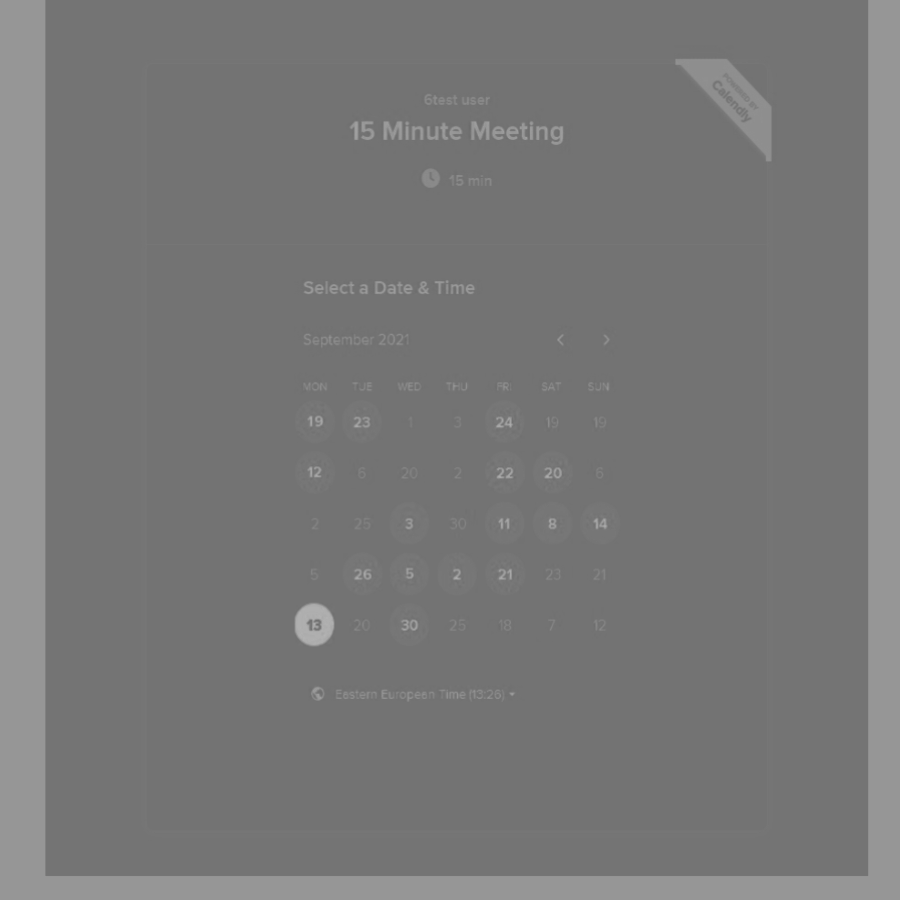 POWERED BY
Calendly
6test user
15 Minute Meeting
15 min
Select a Date & Time
September 2021
MON TUE WED THU FRI SAT SUN
19 23 1 3 24 19 19
12 6 20 2 22 20 6
2 25 3 30 11 8 14
5 26 5 2 21 23 21
13 20 30 25 18 7 12
Eastern European Time (13:26)